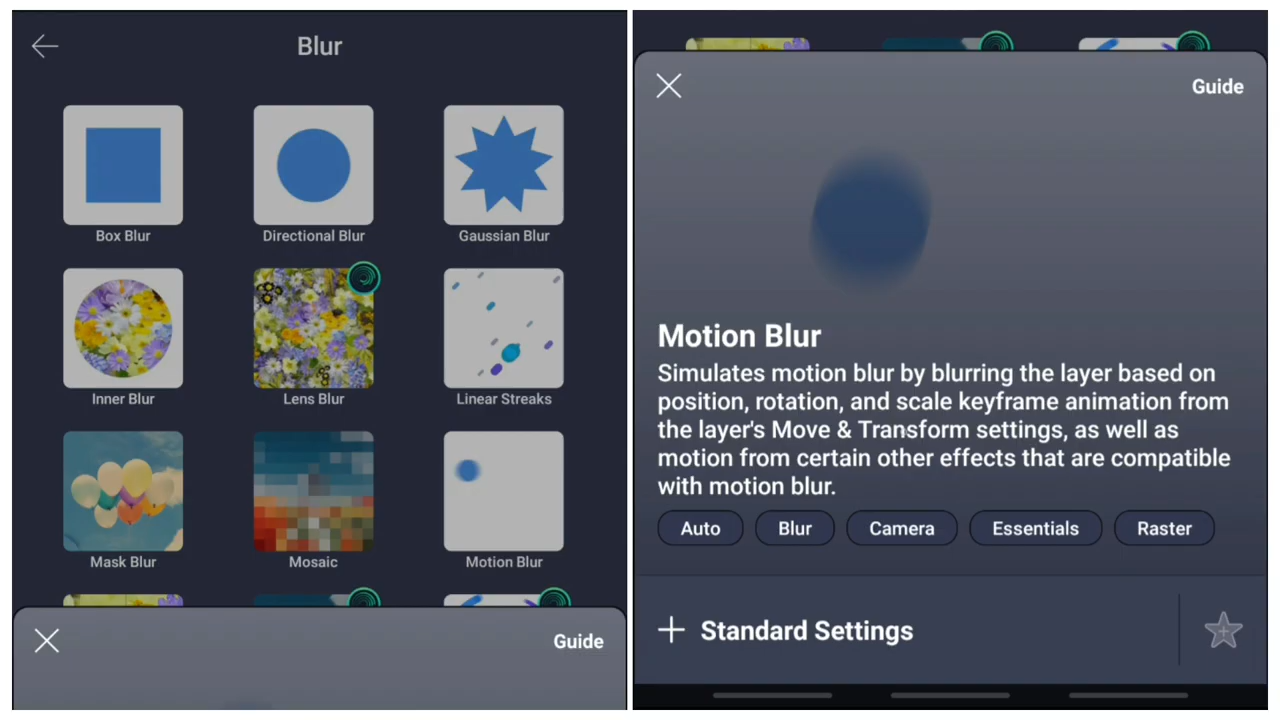 Blur
Box Blur
Directional Blur
Gaussian Blur
Inner Blur
Lens Blur
Linear Streaks
Mask Blur
Mosaic
Motion Blur
Guide
Guide
Motion Blur
Simulates motion blur by blurring the layer based on
position, rotation, and scale keyframe animation from
the layer's Move & Transform settings, as well as
motion from certain other effects that are compatible
with motion blur.
Auto
Blur
Camera
Essentials
Raster
Standard Settings